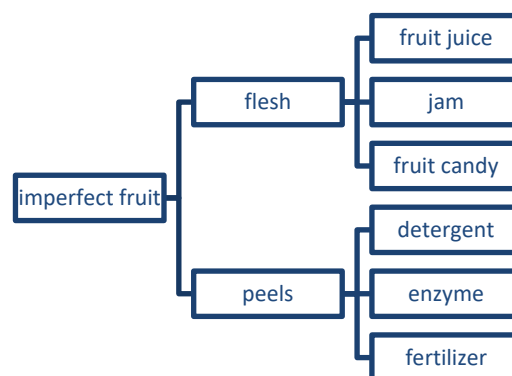 imperfect fruit
flesh
fruit juice
jam
fruit candy
peels
detergent
enzyme
fertilizer